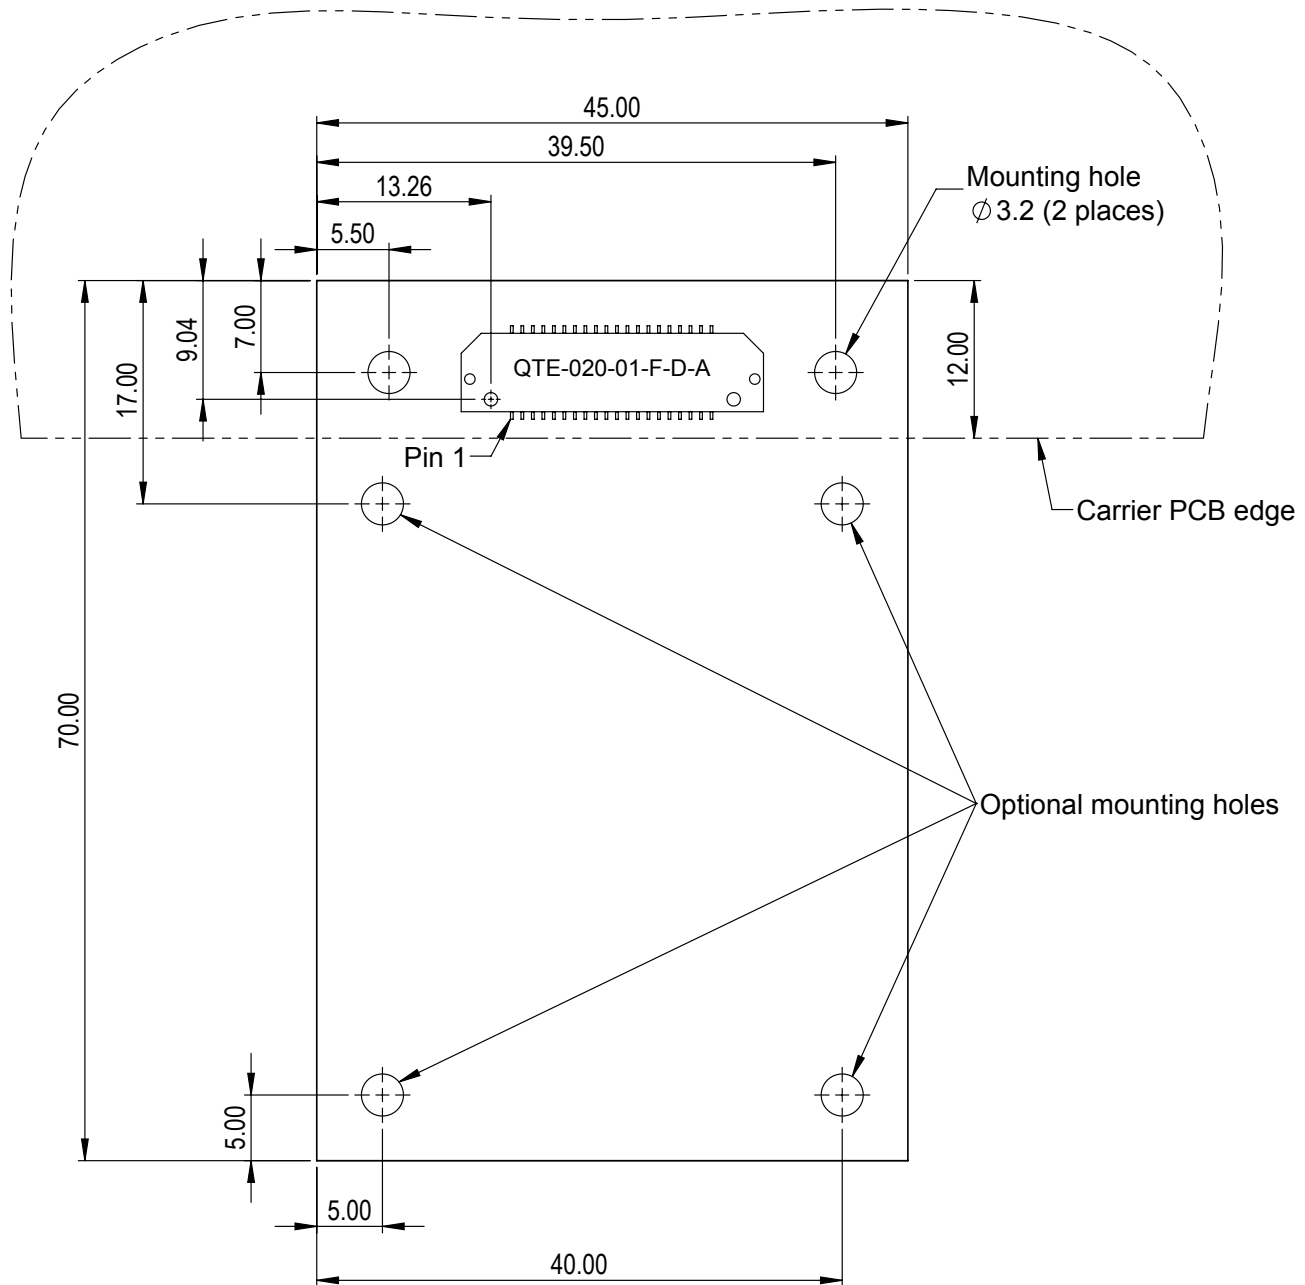 45.00
39.50
13.26
5.50
Mounting hole
∅ 3.2 (2 places)
7.00
9.04
17.00
12.00
QTE-020-01-F-D-A
Pin 1
Carrier PCB edge
70.00
Optional mounting holes
5.00
5.00
40.00